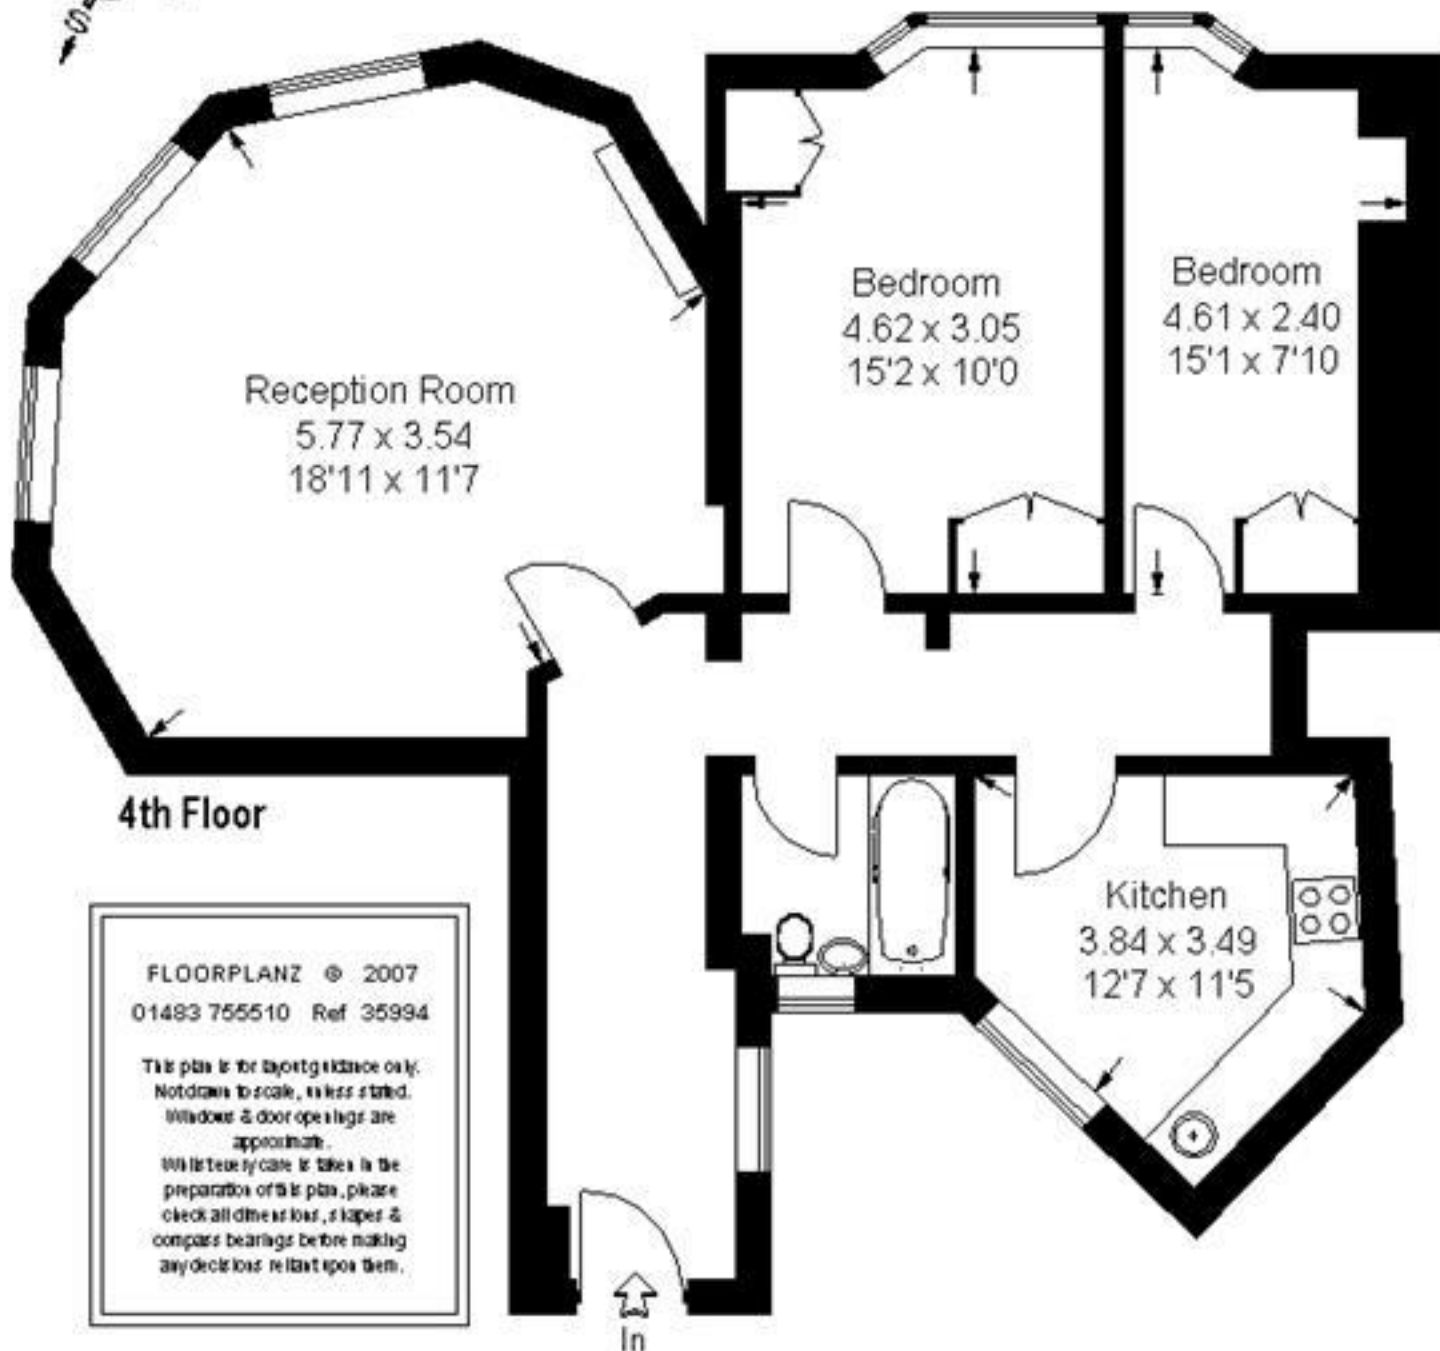 S
Reception Room
5.77 x 3.54
18'11 x 11'7
Bedroom
4.62 x 3.05
15'2 x 10'0
Bedroom
4.61 x 2.40
15'1 x 7'10
4th Floor
Kitchen
3.84 x 3.49
12'7 x 11'5
FLOORPLANZ © 2007
01483 755510 Ref 35994
This plan is for layout guidance only.
Not drawn to scale, unless stated.
Windows & door openings are
approximate.
Whilst every care is taken in the
preparation of this plan, please
check all dimensions, shapes &
compass bearings before making
any decisions reliant upon them.
In